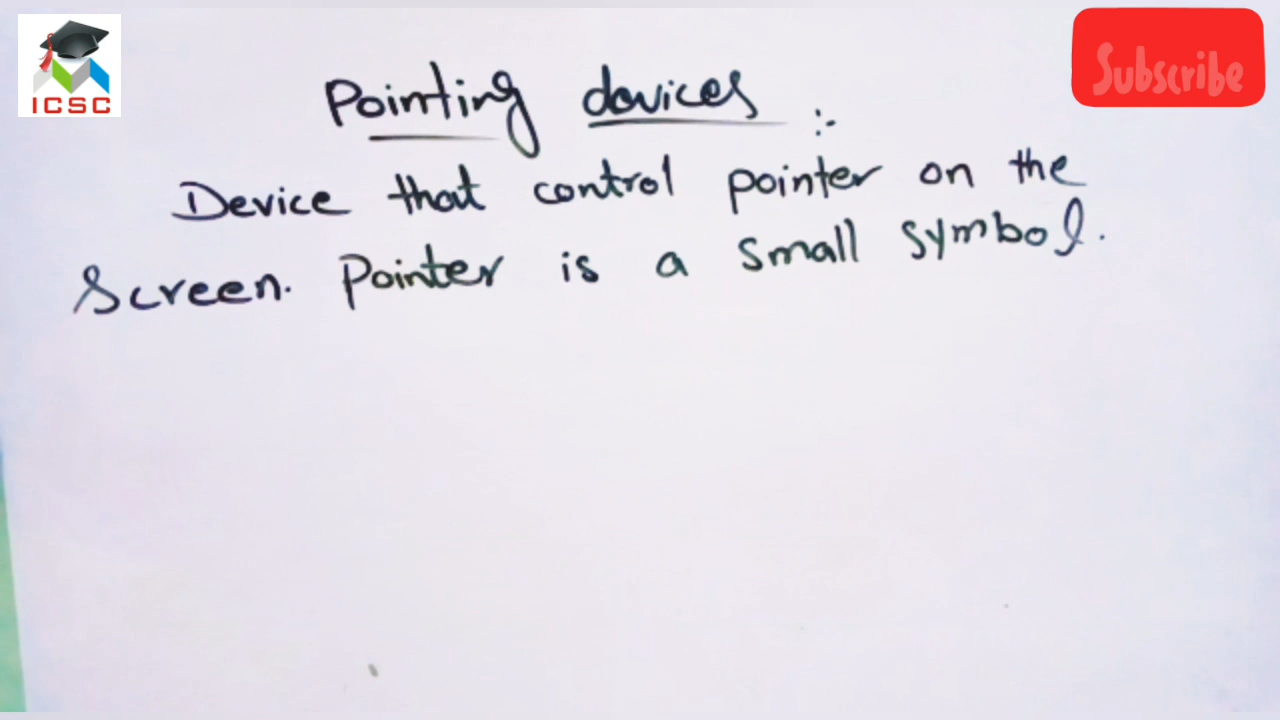 ICSC
Subscribe
Pointing devices :-
Device that control pointer on the
Screen. Pointer is a small symbol.